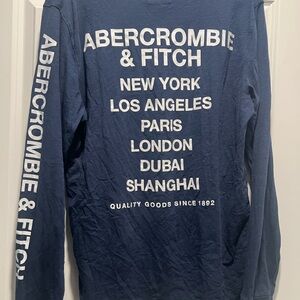 ABERCROMBIE
& FITCH
NEW YORK
LOS ANGELES
PARIS
LONDON
DUBAI
SHANGHAI
QUALITY GOODS SINCE 1892
ABERCROMBIE & FITCH